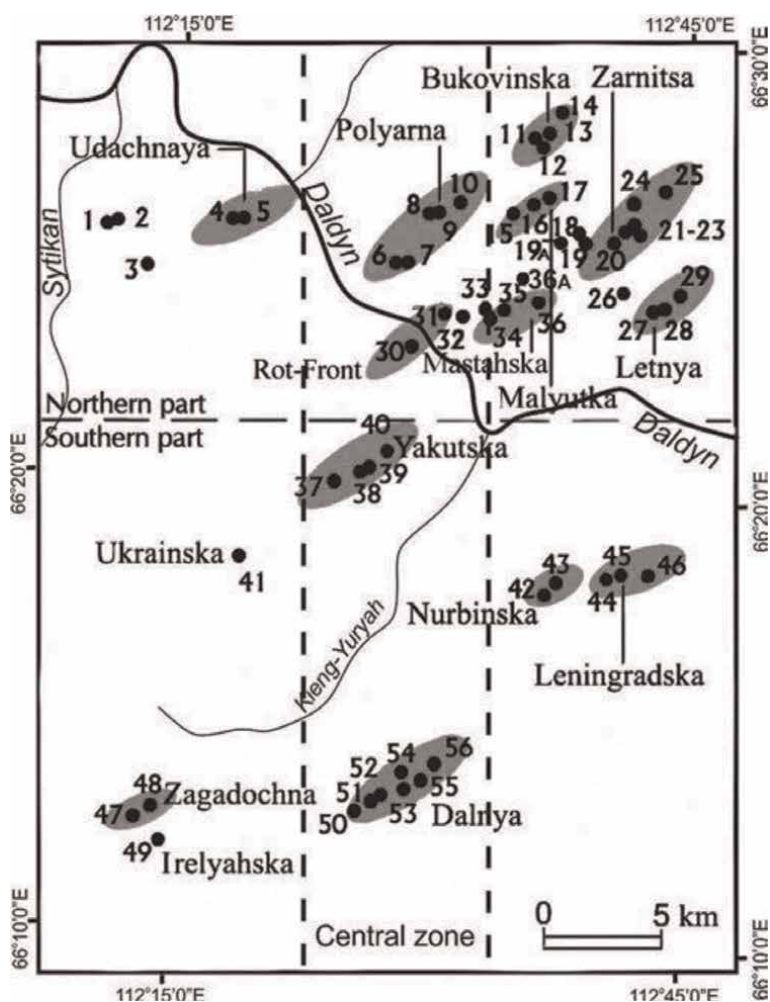 112°15'0"E
112°45'0"E
66°30'0"E
Bukovinska
Zarnitsa
14
Udachnaya
Polyarna
11
13
12
10
17
24
25
1
2
4
5
8
9
5
16
18
21-23
Sytikan
Daldyn
3
6
7
19A
19
20
36A
26
29
33
35
31
32
34
36
27
28
30
Rot-Front
Mastahska
Letnya
Malyutka
Northern part
Southern part
Daldyn
40
Yakutska
66°20'0"E
37
38
39
66°20'0"E
Ukrainska
41
43
45
46
42
44
Nurbinska
Kieng-Yuryah
Leningradska
56
54
52
48
Zagadochna
51
55
47
50
53
Dalnya
49
Irelyahska
0
5 km
66°10'0"E
Central zone
66°10'0"E
112°15'0"E
112°45'0"E